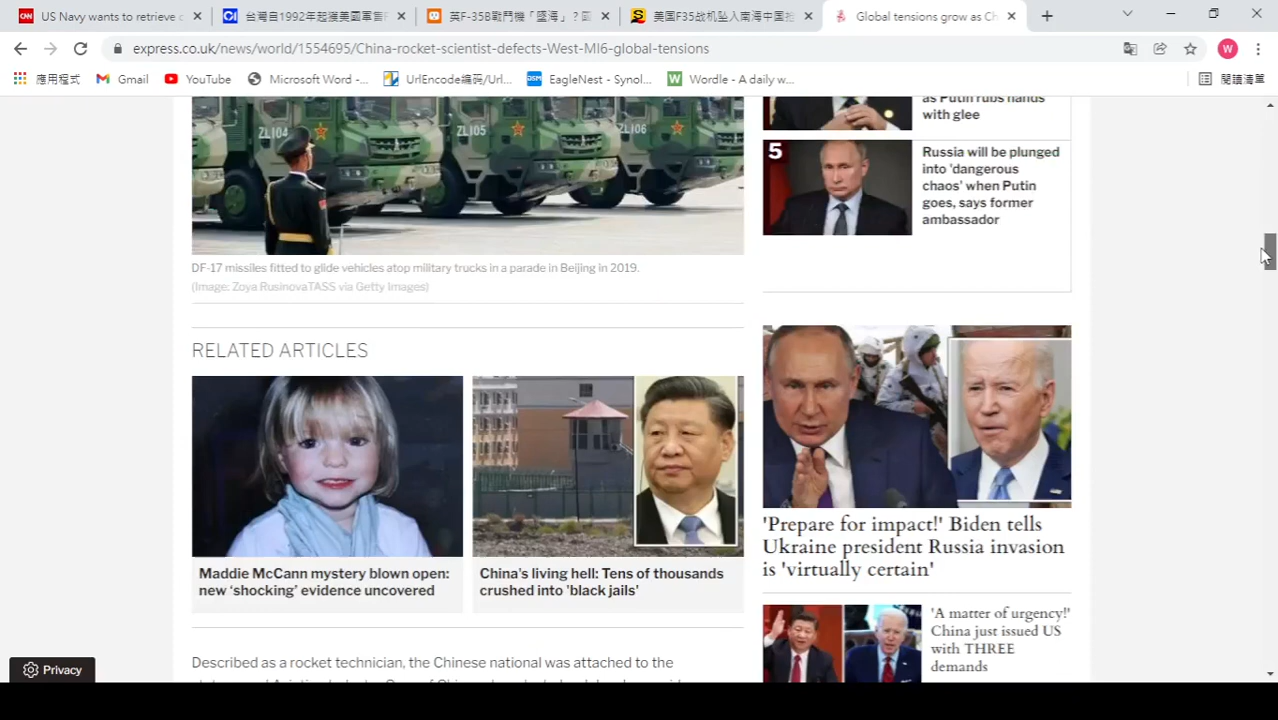 US Navy wants to retrieve
台灣自1992年起獲美國軍售F
英F-35B戰鬥機「盛海」？
美国F35战机坠入南海中国
Global tensions grow as Ch
express.co.uk/news/world/1554695/China-rocket-scientist-defects-West-MI6-global-tensions
W
應用程式
Gmail
YouTube
Microsoft Word -...
UrlEncode编码/Url...
EagleNest - Synol...
Wordle - A daily w...
閱讀清單
ZL104
ZL105
ZL106
DF-17 missiles fitted to glide vehicles atop military trucks in a parade in Beijing in 2019.
(Image: Zoya RusinovaTASS via Getty Images)
RELATED ARTICLES
Maddie McCann mystery blown open:
new ‘shocking’ evidence uncovered
China's living hell: Tens of thousands
crushed into 'black jails'
Described as a rocket technician, the Chinese national was attached to the
as Putin rubs hands
with glee
5
Russia will be plunged
into 'dangerous
chaos' when Putin
goes, says former
ambassador
'Prepare for impact!' Biden tells
Ukraine president Russia invasion
is 'virtually certain'
'A matter of urgency!'
China just issued US
with THREE
demands
Privacy